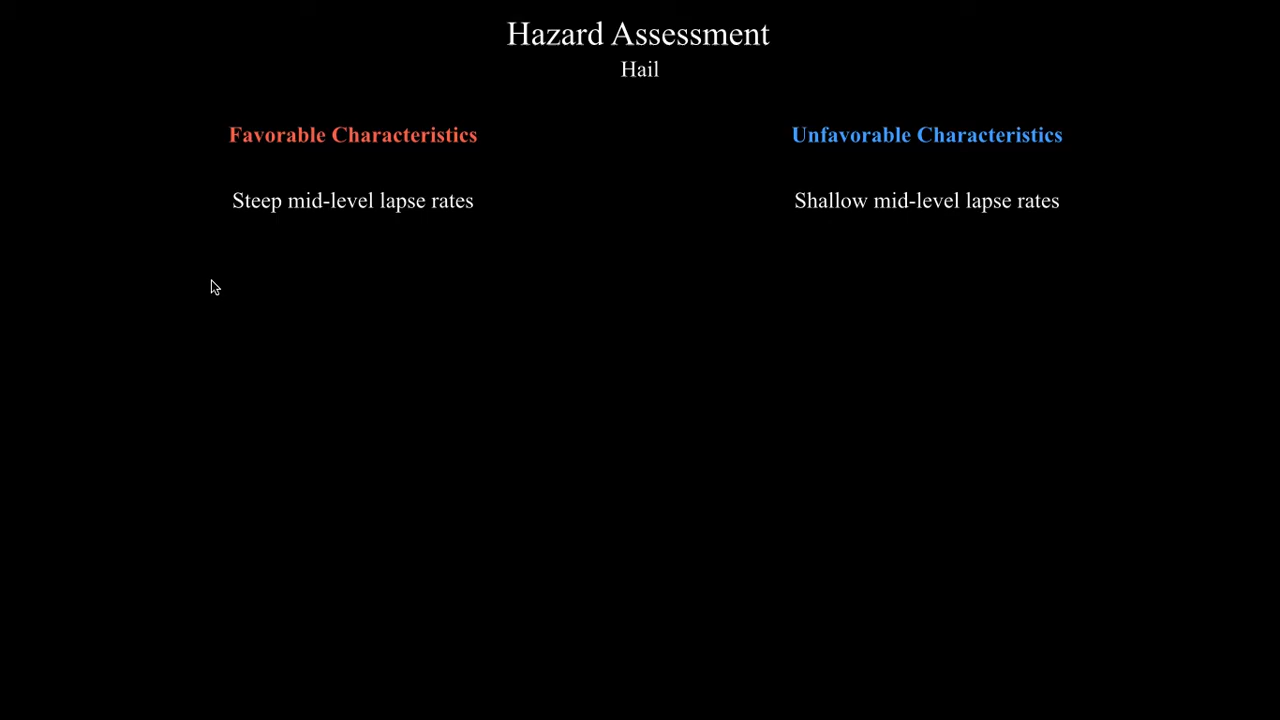 Hazard Assessment
Hail
Favorable Characteristics
Unfavorable Characteristics
Steep mid-level lapse rates
Shallow mid-level lapse rates